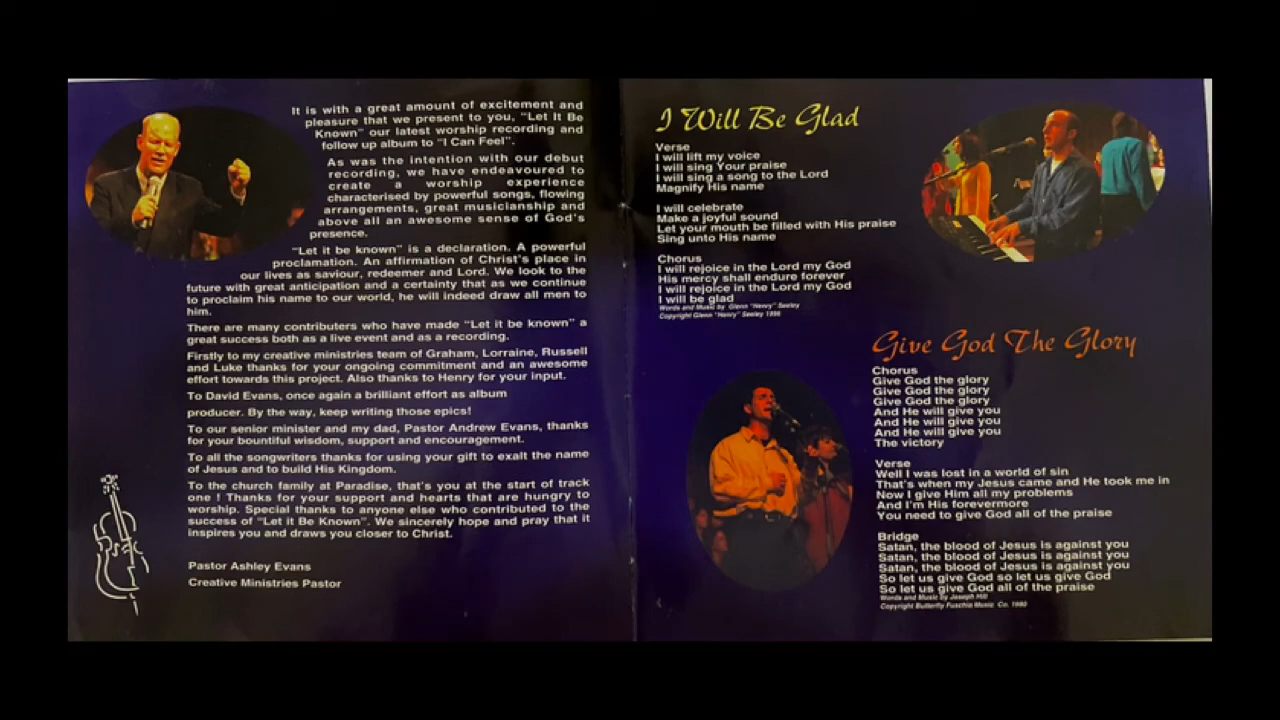 It is with a great amount of excitement and
pleasure that we present to you, "Let It Be
Known" our latest worship recording and
follow up album to "I Can Feel".
As was the intention with our debut
recording, we have endeavoured to
create a worship experience
characterised by powerful songs, flowing
arrangements, great musicianship and
above all an awesome sense of God's
presence.
"Let it be known" is a declaration. A powerful
proclamation. An affirmation of Christ's place in
our lives as saviour, redeemer and Lord. We look to the
future with great anticipation and a certainty that as we continue
to proclaim his name to our world, he will indeed draw all men to
him.
There are many contributers who have made "Let it be known" a
great success both as a live event and as a recording.
Firstly to my creative ministries team of Graham, Lorraine, Russell
and Luke thanks for your ongoing commitment and an awesome
effort towards this project. Also thanks to Henry for your input.
To David Evans, once again a brilliant effort as album
producer. By the way, keep writing those epics!
To our senior minister and my dad, Pastor Andrew Evans, thanks
for your bountiful wisdom, support and encouragement.
To all the songwriters thanks for using your gift to exalt the name
of Jesus and to build His Kingdom.
To the church family at Paradise, that's you at the start of track
one ! Thanks for your support and hearts that are hungry to
worship. Special thanks to anyone else who contributed to the
success of "Let it Be Known". We sincerely hope and pray that it
inspires you and draws you closer to Christ.
Pastor Ashley Evans
Creative Ministries Pastor
I Will Be Glad
Verse
I will lift my voice
I will sing Your praise
I will sing a song to the Lord
Magnify His name
I will celebrate
Make a joyful sound
Let your mouth be filled with His praise
Sing unto His name
Chorus
I will rejoice in the Lord my God
His mercy shall endure forever
I will rejoice in the Lord my God
I will be glad
Words and Music by Glenn "Henry" Seeley
Copyright Glenn "Henry" Seeley 1996
Give God The Glory
Chorus
Give God the glory
Give God the glory
Give God the glory
And He will give you
And He will give you
And He will give you
The victory
Verse
Well I was lost in a world of sin
That's when my Jesus came and He took me in
Now I give Him all my problems
And I'm His forevermore
You need to give God all of the praise
Bridge
Satan, the blood of Jesus is against you
Satan, the blood of Jesus is against you
Satan, the blood of Jesus is against you
So let us give God so let us give God
So let us give God all of the praise
Words and Music by Joseph Hill
Copyright Butterfly Fuschia Music Co. 1980